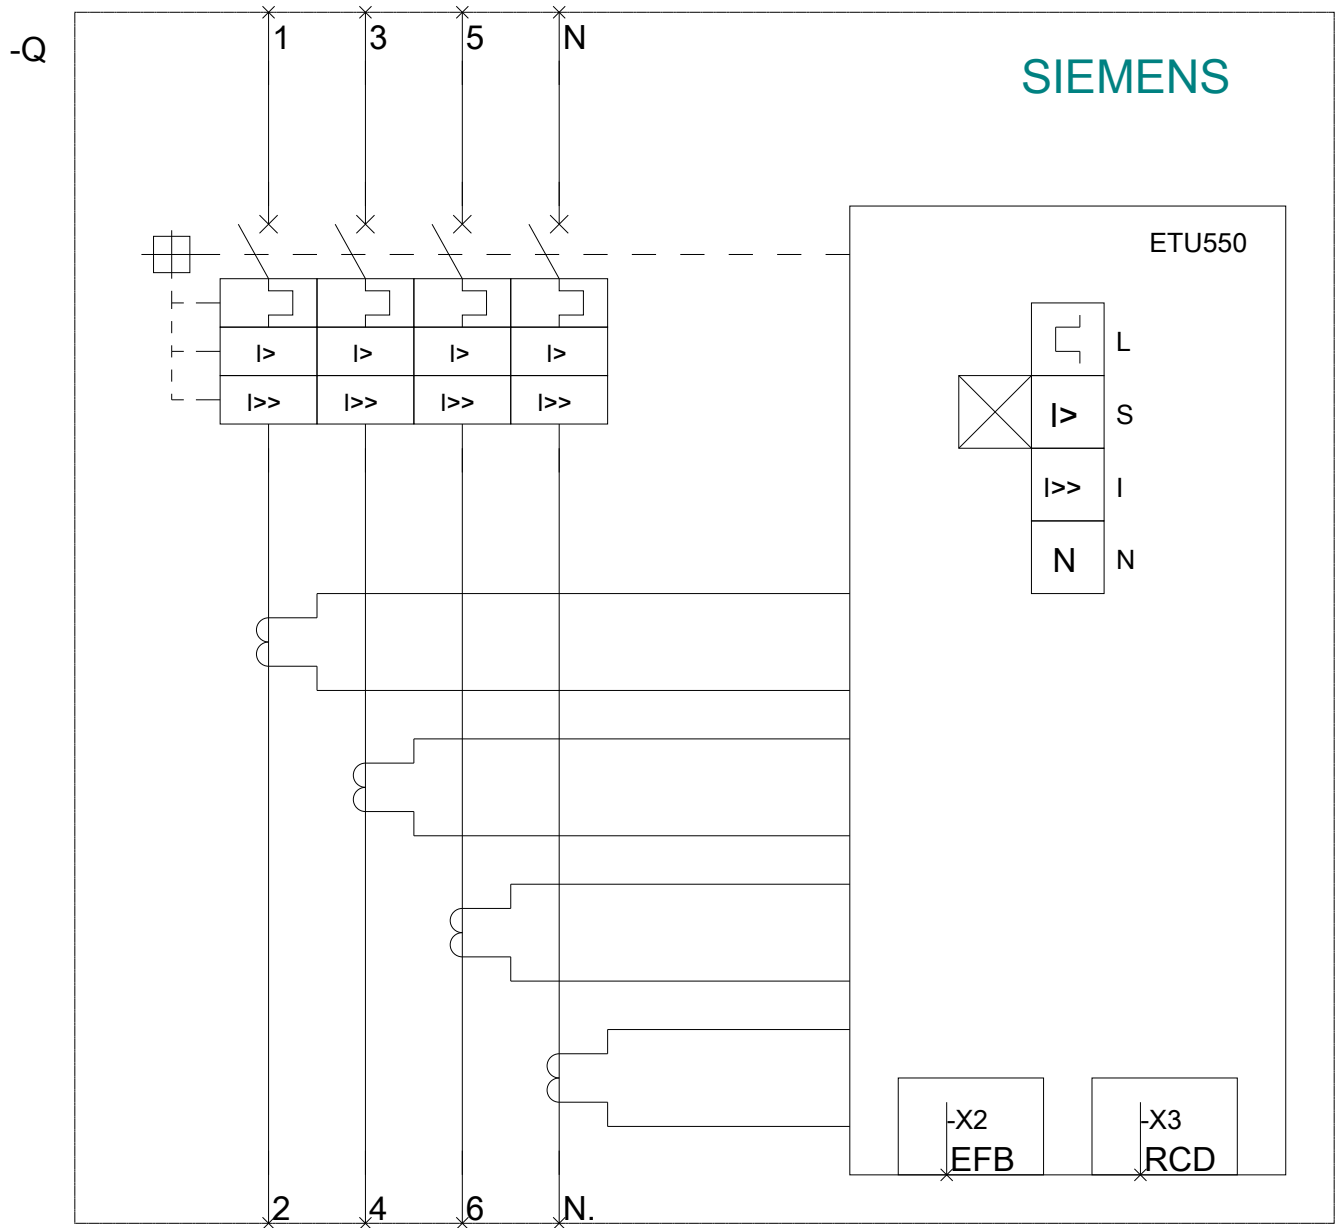 -Q
1 3 5 N
SIEMENS
ETU550
I> I> I> I>
I>> I>> I>> I>>
L
I> S
I>> I
N N
-X2
EFB
-X3
RCD
2 4 6 N.